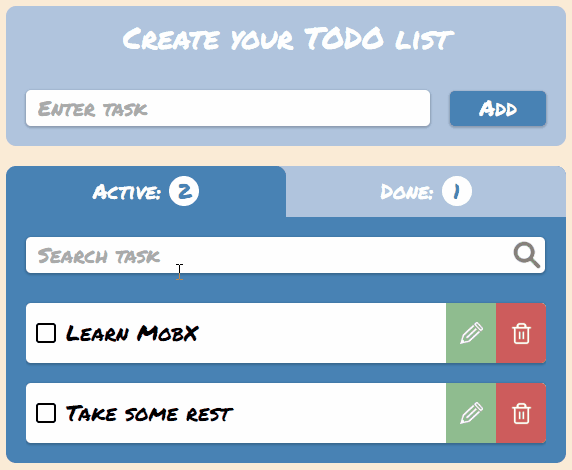 Create your TODO list
Enter task
Add
Active: 2
Done: 1
Search task
Learn MobX
Take some rest